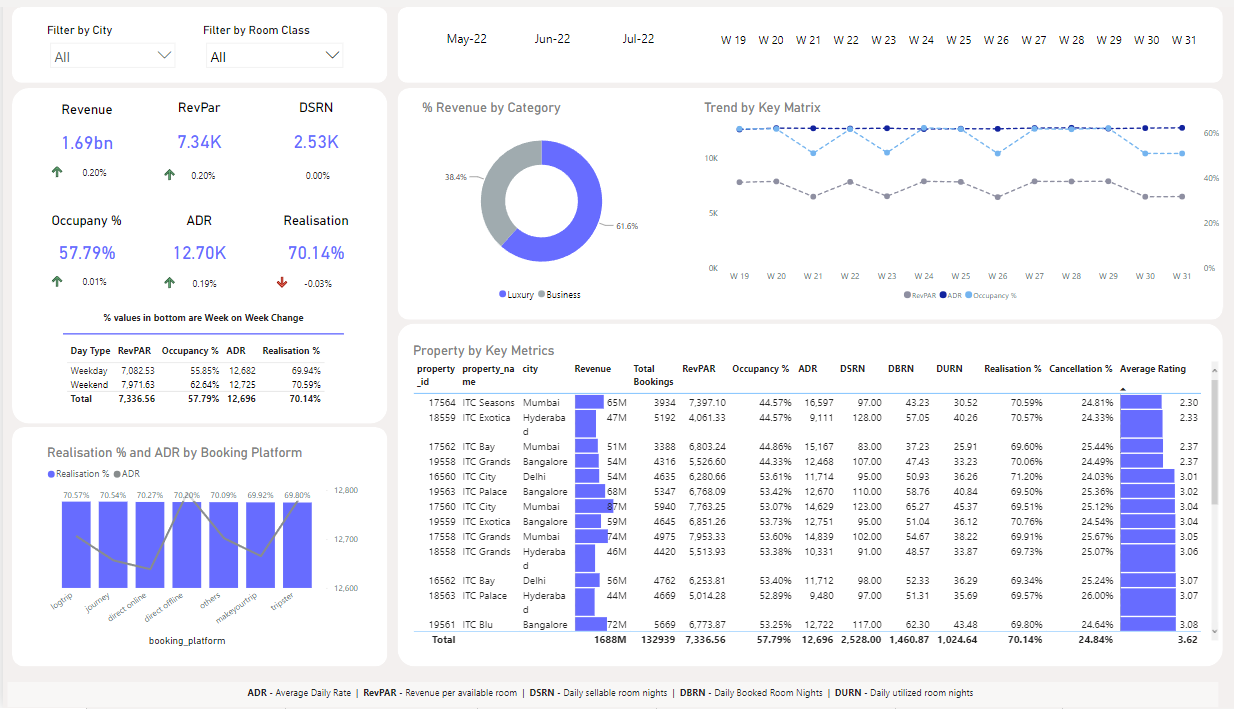 Filter by City
Filter by Room Class
All
All
May-22 Jun-22 Jul-22
W 19 W 20 W 21 W 22 W 23 W 24 W 25 W 26 W 27 W 28 W 29 W 30 W 31
Revenue RevPar DSRN
1.69bn 7.34K 2.53K
0.20% 0.20% 0.00%
Occupany % ADR Realisation
57.79% 12.70K 70.14%
0.01% 0.19% -0.03%
% values in bottom are Week on Week Change
Day Type RevPAR Occupancy % ADR Realisation %
Weekday 7,082.53 55.85% 12,682 69.94%
Weekend 7,971.63 62.64% 12,725 70.59%
Total 7,336.56 57.79% 12,696 70.14%
% Revenue by Category
38.4%
61.6%
Luxury Business
Trend by Key Matrix
10K
5K
0K
60%
40%
20%
0%
W 19 W 20 W 21 W 22 W 23 W 24 W 25 W 26 W 27 W 28 W 29 W 30 W 31
RevPAR ADR Occupancy %
Realisation % and ADR by Booking Platform
Realisation % ADR
70.57% 70.54% 70.27% 70.20% 70.09% 69.92% 69.80%
12,800
12,700
12,600
logtrip journey direct online direct offline others makeyourtrip tripster
booking_platform
Property by Key Metrics
property_id property_name city Revenue Total Bookings RevPAR Occupancy % ADR DSRN DBRN DURN Realisation % Cancellation % Average Rating
17564 ITC Seasons Mumbai 65M 3934 7,397.10 44.57% 16,597 97.00 43.23 30.52 70.59% 24.81% 2.30
18559 ITC Exotica Hyderabad 46M 5192 4,061.33 44.57% 9,111 128.00 57.05 40.26 70.57% 24.33% 2.33
17562 ITC Bay Mumbai 51M 3388 6,803.24 44.86% 15,167 83.00 37.23 25.91 69.60% 25.44% 2.37
19558 ITC Grands Bangalore 54M 4316 5,526.60 44.33% 12,468 107.00 47.43 33.23 70.06% 24.49% 2.37
16560 ITC City Delhi 54M 4635 6,280.66 53.61% 11,714 95.00 50.93 36.26 71.20% 24.03% 3.01
19563 ITC Palace Bangalore 68M 5347 6,768.09 53.42% 12,670 110.00 58.76 40.84 69.50% 25.36% 3.02
17560 ITC City Mumbai 87M 5940 7,763.25 53.07% 14,629 123.00 65.27 45.37 69.51% 25.12% 3.04
19559 ITC Exotica Bangalore 59M 4645 6,851.26 53.73% 12,751 95.00 51.04 36.12 70.76% 24.54% 3.04
17558 ITC Grands Mumbai 74M 4975 7,953.33 53.60% 14,839 102.00 54.67 38.22 69.91% 25.67% 3.05
18558 ITC Grands Hyderabad 46M 4420 5,513.93 53.38% 10,331 91.00 48.57 33.87 69.73% 25.07% 3.06
16562 ITC Bay Delhi 56M 4762 6,253.81 53.40% 11,712 98.00 52.33 36.29 69.34% 25.24% 3.07
18563 ITC Palace Hyderabad 44M 4669 5,014.28 52.89% 9,480 97.00 51.31 35.69 69.57% 26.00% 3.07
19561 ITC Blu Bangalore 72M 5669 6,773.87 53.25% 12,722 117.00 62.30 43.48 69.80% 24.64% 3.08
Total 1688M 132939 7,336.56 57.79% 12,696 2,528.00 1,460.87 1,024.64 70.14% 24.84% 3.62
ADR - Average Daily Rate | RevPAR - Revenue per available room | DSRN - Daily sellable room nights | DBRN - Daily Booked Room Nights | DURN - Daily utilized room nights